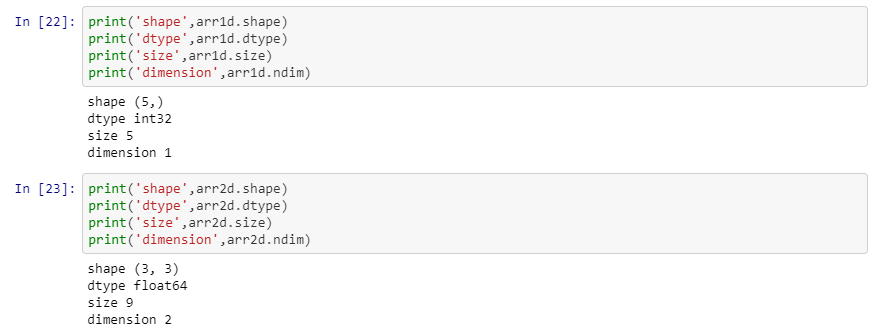 In [22]: print('shape',arr1d.shape)
print('dtype',arr1d.dtype)
print('size',arr1d.size)
print('dimension',arr1d.ndim)
shape (5,)
dtype int32
size 5
dimension 1
In [23]: print('shape',arr2d.shape)
print('dtype',arr2d.dtype)
print('size',arr2d.size)
print('dimension',arr2d.ndim)
shape (3, 3)
dtype float64
size 9
dimension 2